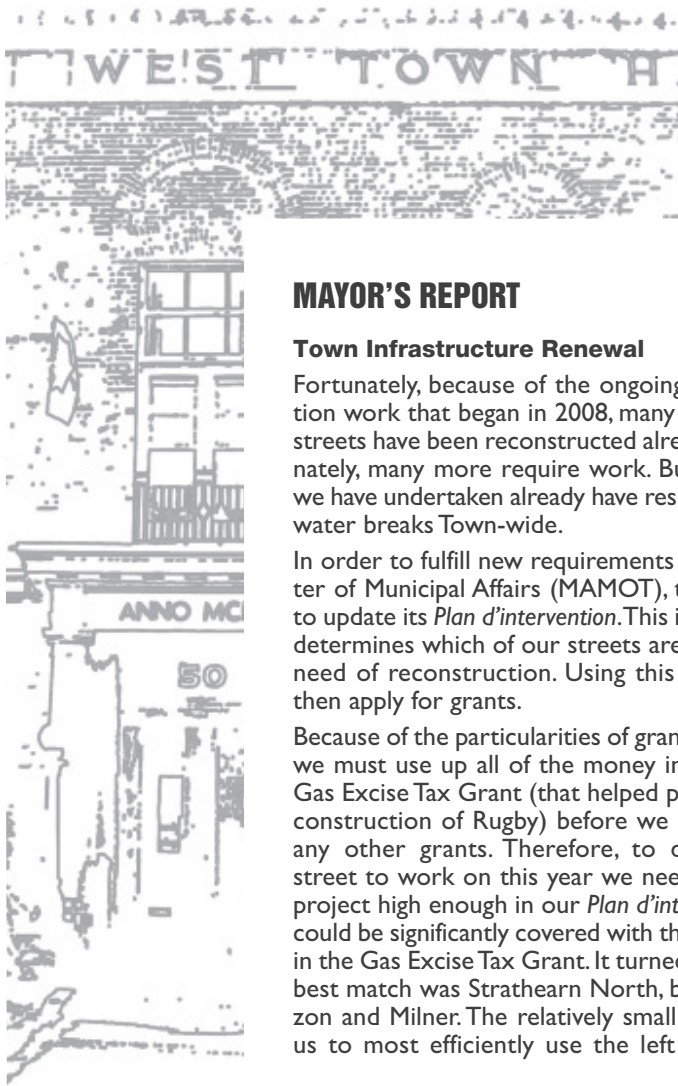 WEST TOWN H
ANNO MC
50
MAYOR'S REPORT
Town Infrastructure Renewal
Fortunately, because of the ongoing
tion work that began in 2008, many
streets have been reconstructed alre
nately, many more require work. Bu
we have undertaken already have res
water breaks Town-wide.
In order to fulfill new requirements
ter of Municipal Affairs (MAMOT), t
to update its Plan d'intervention. This i
determines which of our streets are
need of reconstruction. Using this
then apply for grants.
Because of the particularities of gran
we must use up all of the money in
Gas Excise Tax Grant (that helped p
construction of Rugby) before we
any other grants. Therefore, to d
street to work on this year we nee
project high enough in our Plan d'int
could be significantly covered with th
in the Gas Excise Tax Grant. It turned
best match was Strathearn North, b
zon and Milner. The relatively small
us to most efficiently use the left